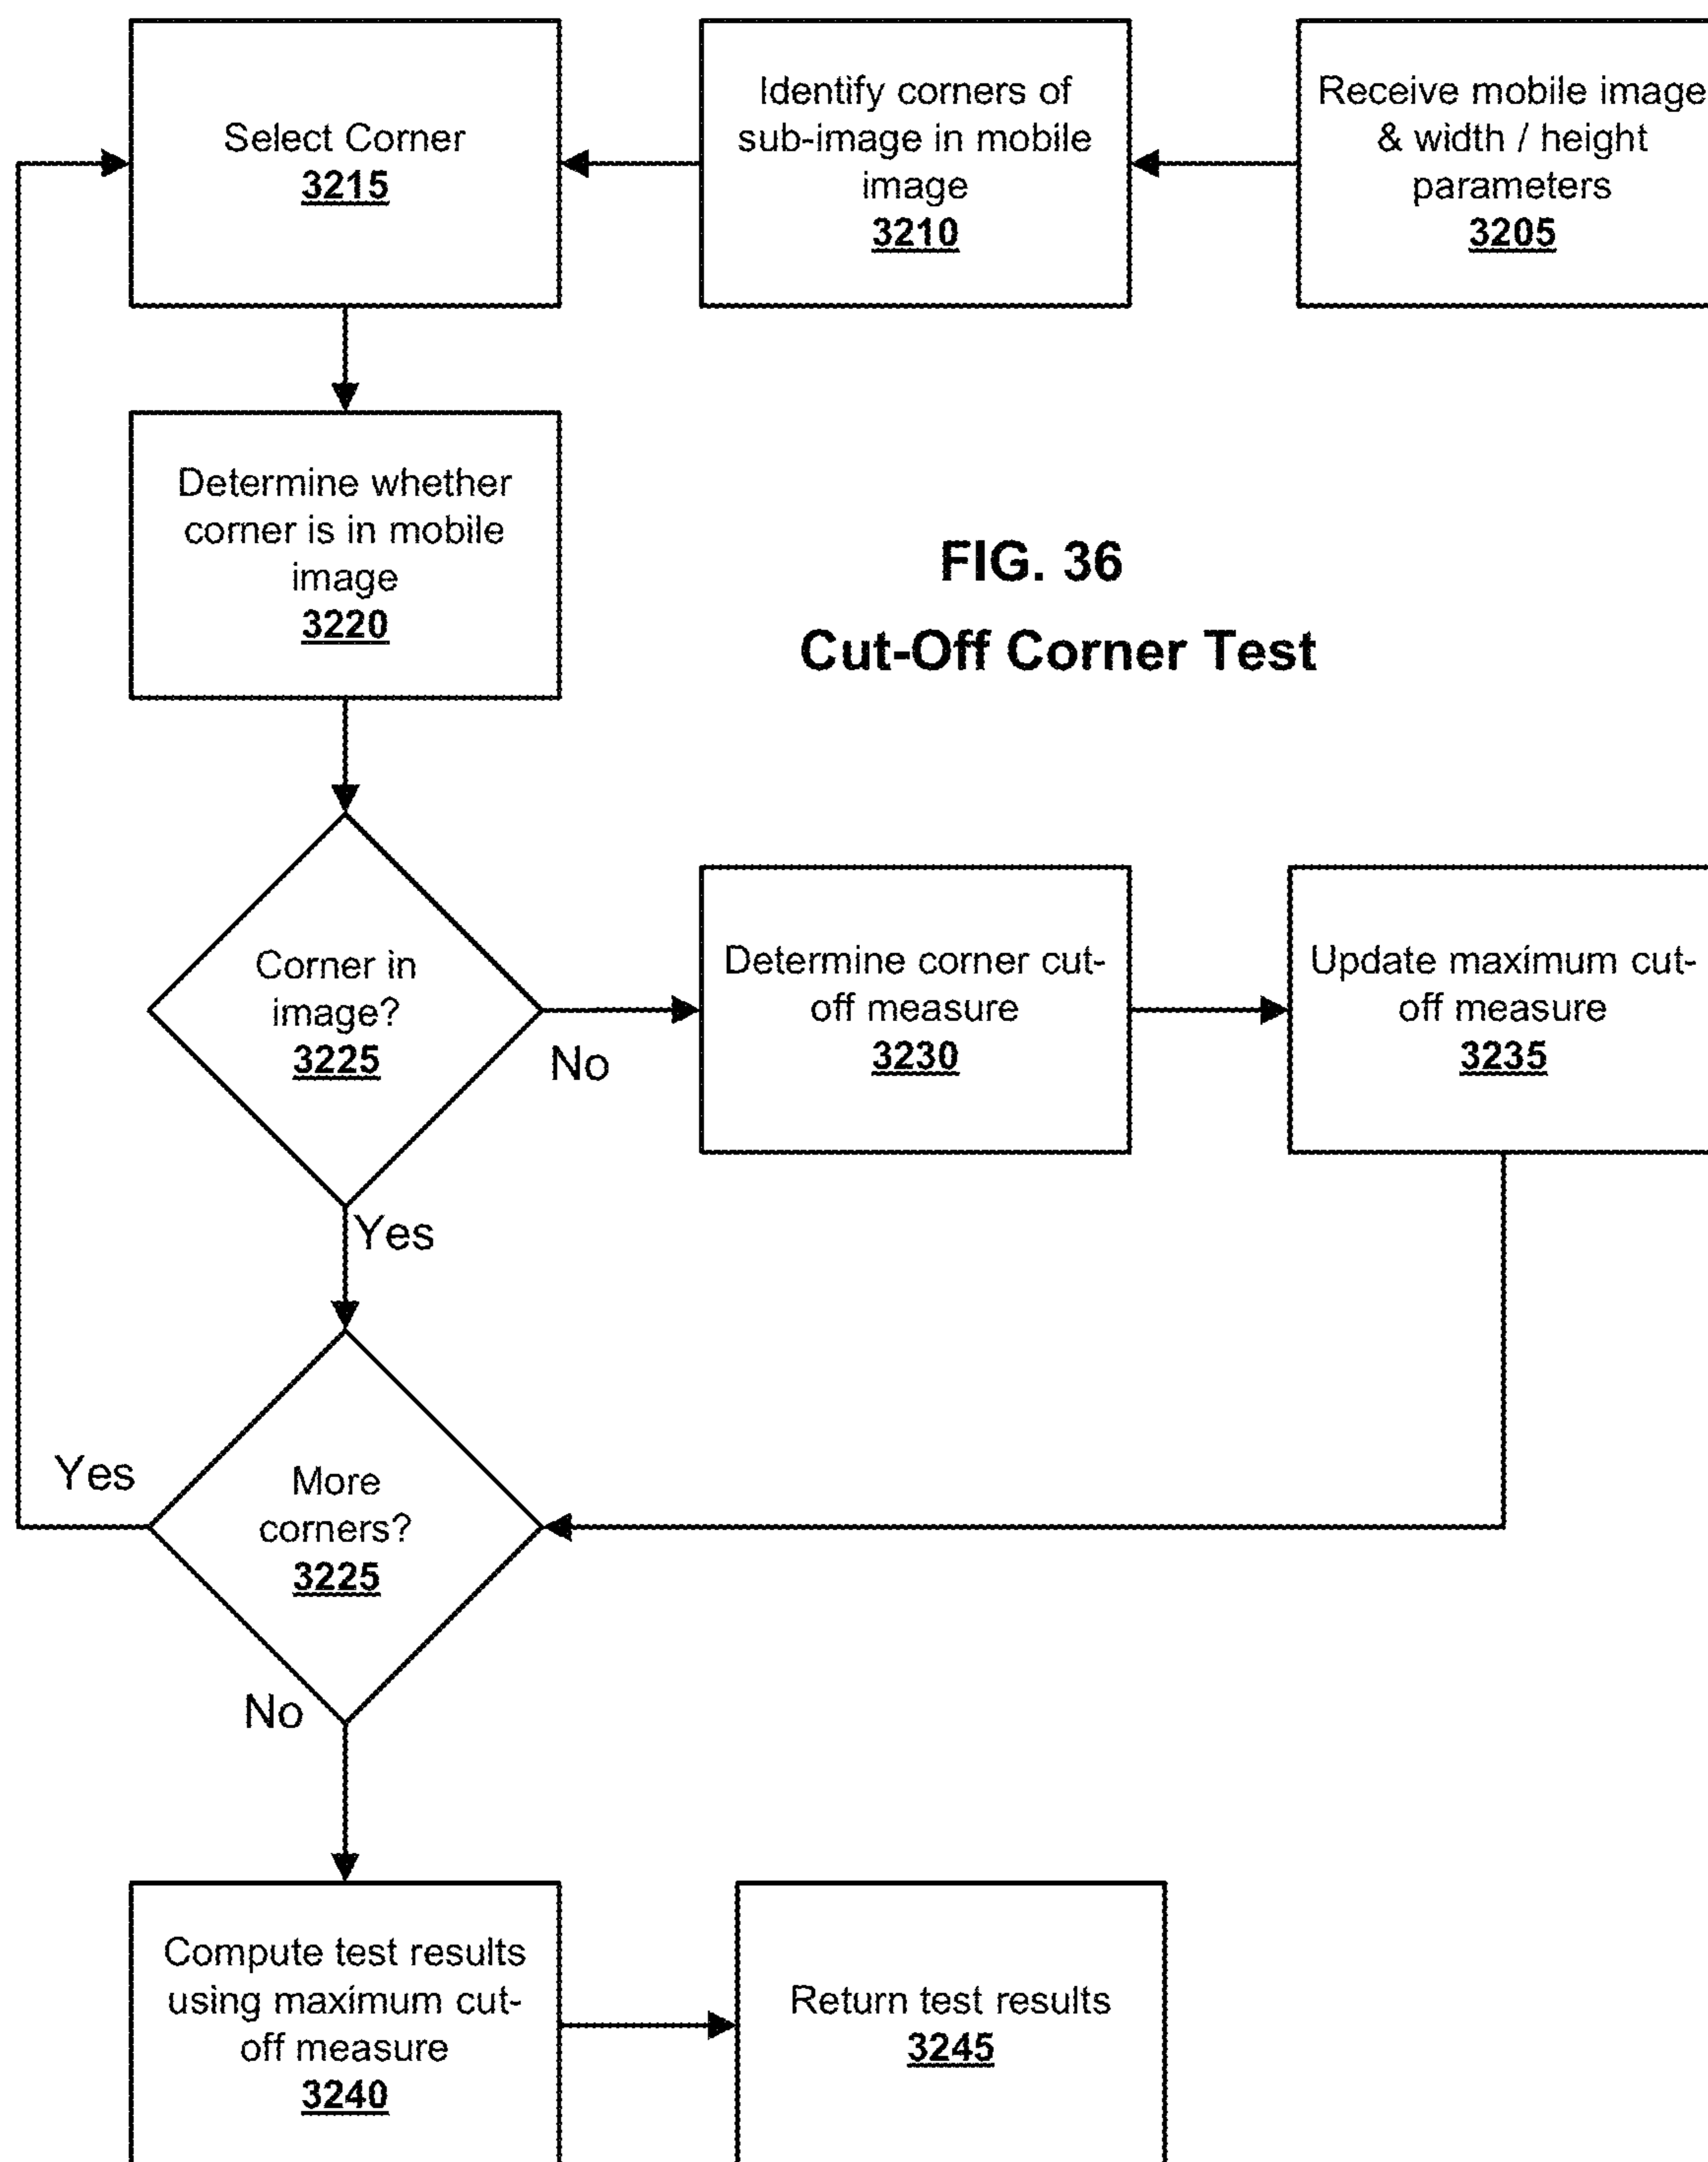 Select Corner
3215
Identify corners of
sub-image in mobile
image
3210
Receive mobile image
& width / height
parameters
3205
Determine whether
corner is in mobile
image
3220
FIG. 36
Cut-Off Corner Test
Corner in
image?
3225
No
Yes
Determine corner cut-
off measure
3230
Update maximum cut-
off measure
3235
Yes
More
corners?
3225
No
Compute test results
using maximum cut-
off measure
3240
Return test results
3245